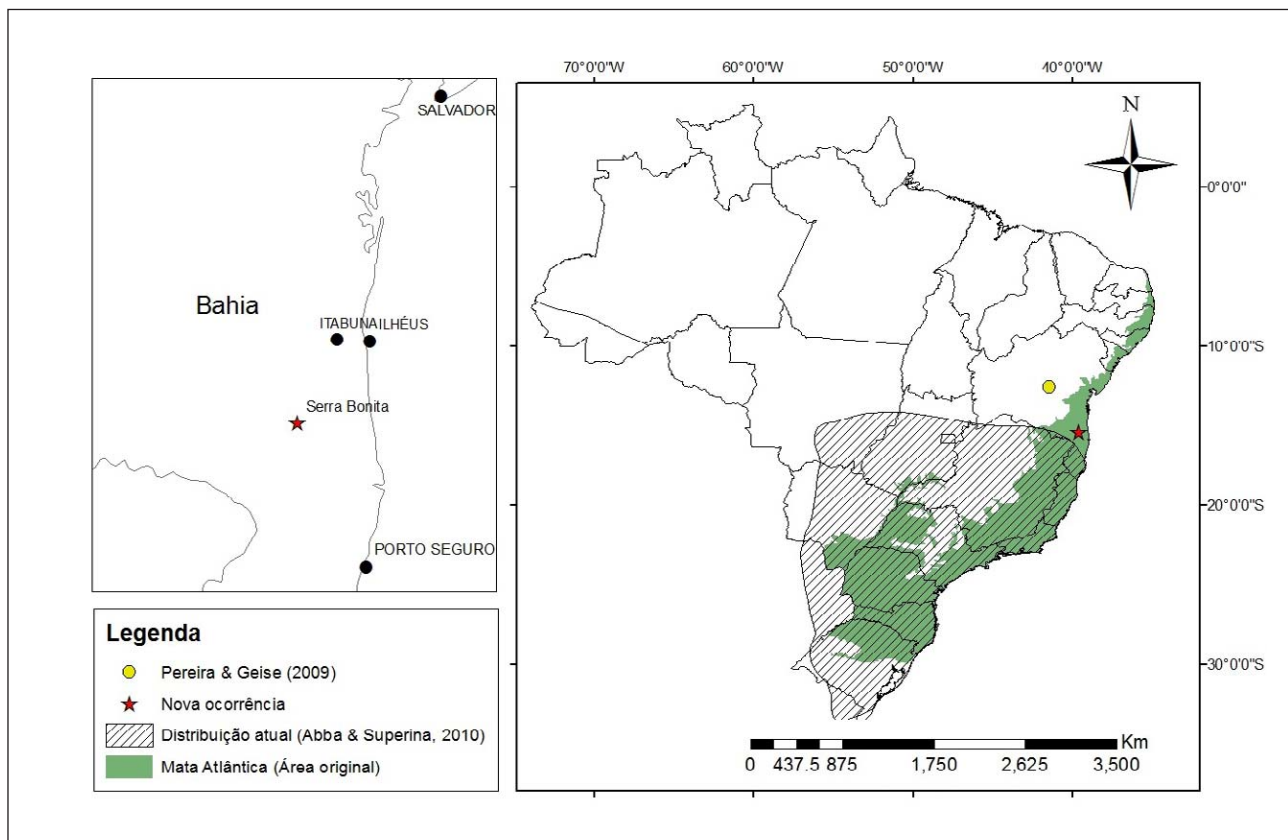 SALVADOR
Bahia
ITABUNA ILHÉUS
Serra Bonita
PORTO SEGURO
Legenda
Pereira & Geise (2009)
Nova ocorrência
Distribuição atual (Abba & Superina, 2010)
Mata Atlântica (Área original)
70°0'0"W 60°0'0"W 50°0'0"W 40°0'0"W
N
0°0'0"
10°0'0"S
20°0'0"S
30°0'0"S
Km
0 437.5 875 1,750 2,625 3,500